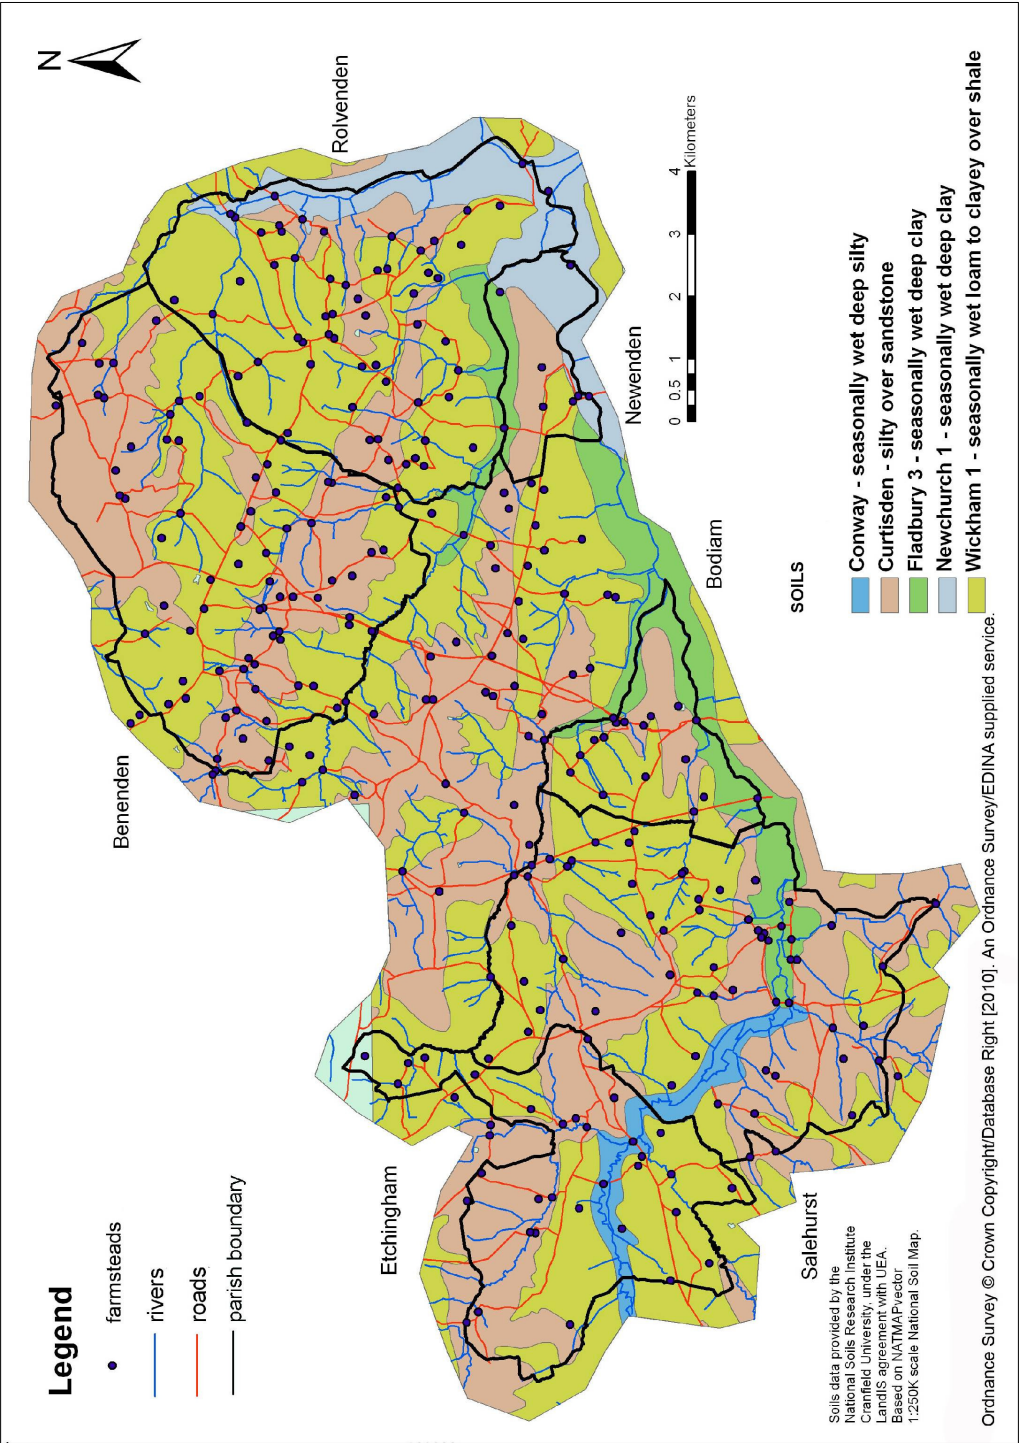 Legend
farmsteads
rivers
roads
parish boundary
N
Benenden
Rolvenden
Etchingham
Salehurst
Bodiam
Newenden
0 0.5 1 2 3 4
Kilometers
SOILS
Conway - seasonally wet deep silty
Curtisden - silty over sandstone
Fladbury 3 - seasonally wet deep clay
Newchurch 1 - seasonally wet deep clay
Wickham 1 - seasonally wet loam to clayey over shale
Soils data provided by the
National Soils Research Institute
Cranfield University, under the
LandIS agreement with UEA.
Based on NATMAPvector
1:250K scale National Soil Map.
Ordnance Survey © Crown Copyright/Database Right [2010]. An Ordnance Survey/EDINA supplied service.